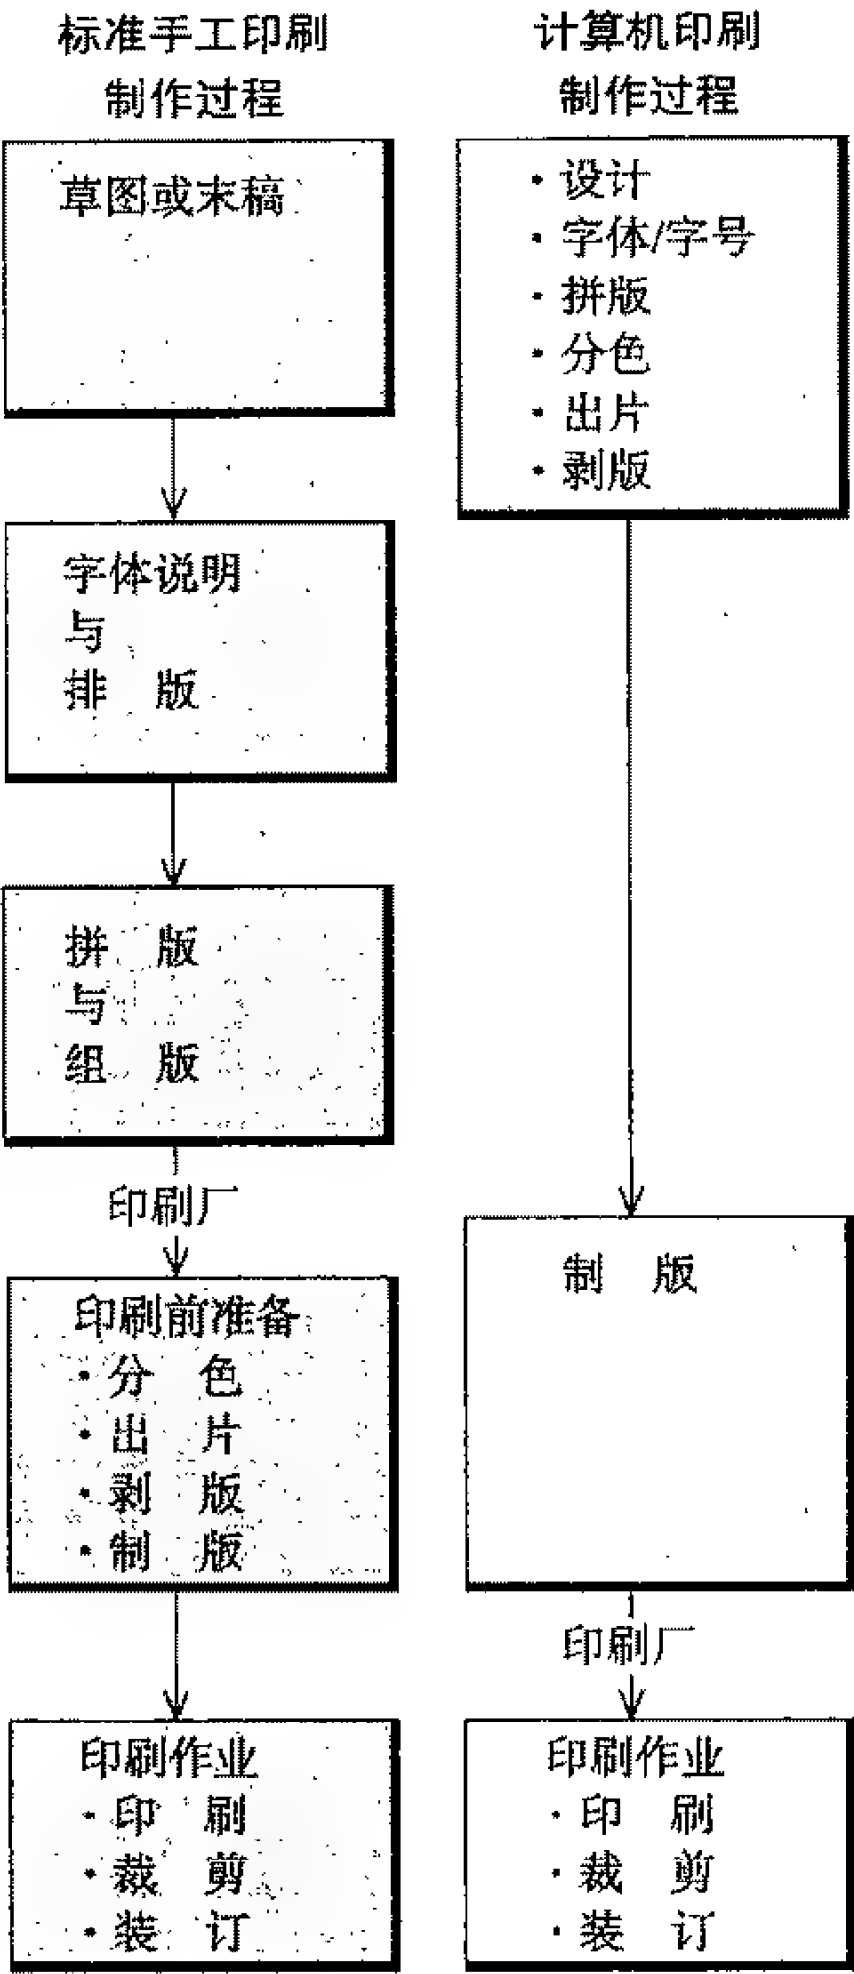 标准手工印刷
制作过程
草图或末稿
字体说明
与
排 版
拼 版
与
组 版
印刷厂
印刷前准备
·分 色
·出 片
·剥 版
·制 版
印刷作业
·印 刷
·裁 剪
·装 订
计算机印刷
制作过程
·设计
·字体/字号
·拼版
·分色
·出片
·剥版
制 版
印刷厂
印刷作业
·印 刷
·裁 剪
·装 订